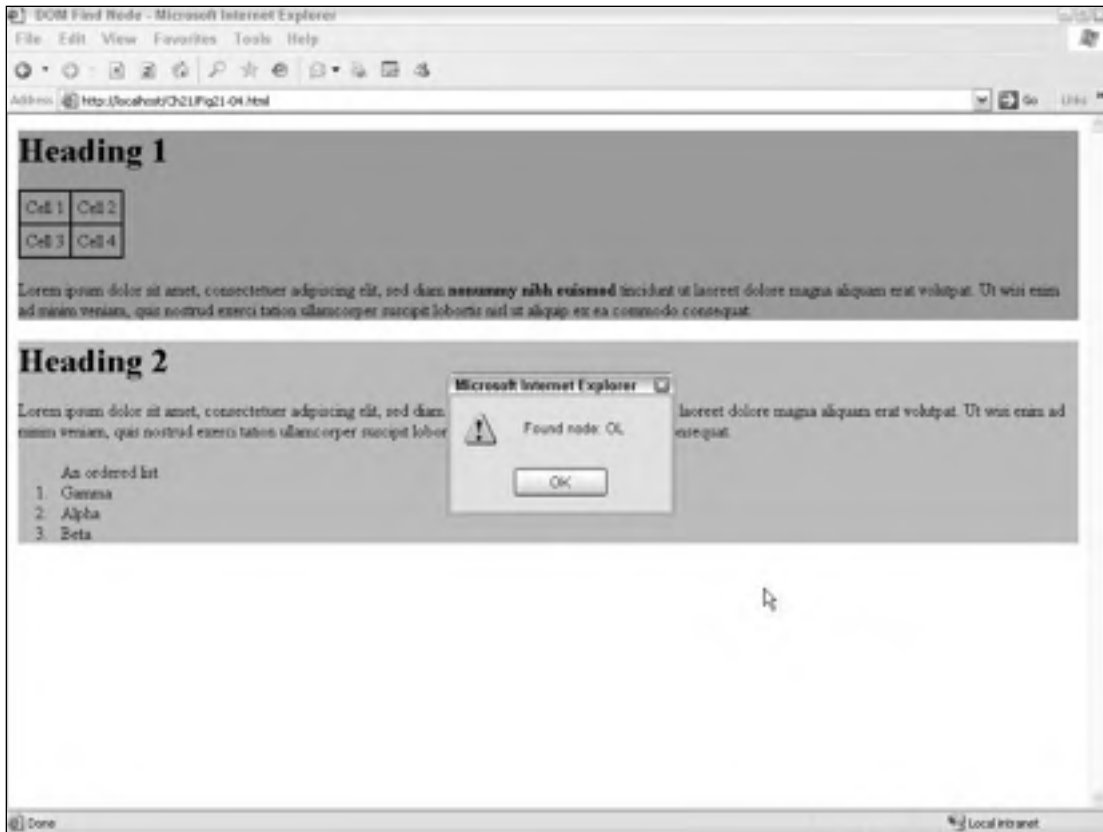 DOM Find Node - Microsoft Internet Explorer
File Edit View Favorites Tools Help
Address http://localhost/Ch21/Fig21-04.html Go Links
Heading 1
Cell 1 Cell 2
Cell 3 Cell 4
Lorem ipsum dolor sit amet, consectetuer adipiscing elit, sed diam nonummy nibh euismod tincidunt ut laoreet dolore magna aliquam erat volutpat. Ut wisi enim
ad minim veniam, quis nostrud exerci tation ullamcorper suscipit lobortis nisl ut aliquip ex ea commodo consequat.
Heading 2
Lorem ipsum dolor sit amet, consectetuer adipiscing elit, sed diam laoreet dolore magna aliquam erat volutpat. Ut wisi enim ad
minim veniam, quis nostrud exerci tation ullamcorper suscipit lobor onsequat.
Microsoft Internet Explorer
Found node: OL
OK
An ordered list
1. Gamma
2. Alpha
3. Beta
Done Local intranet